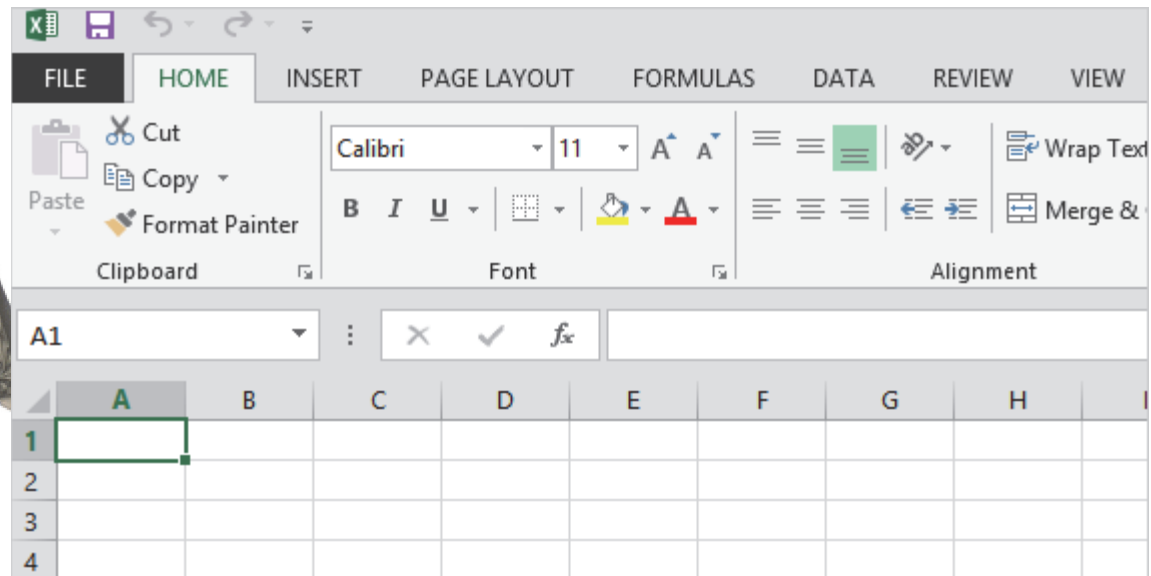 FILE HOME INSERT PAGE LAYOUT FORMULAS DATA REVIEW VIEW
Cut
Calibri 11 A A Wrap Text
Copy
Paste
B I U A Merge &
Format Painter
Clipboard Font Alignment
A1 fx
A B C D E F G H I
1
2
3
4